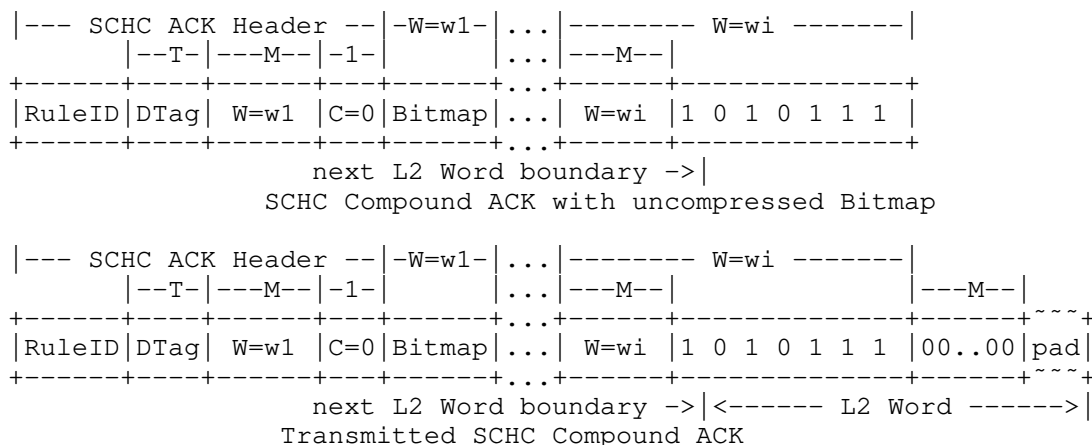 |--- SCHC ACK Header --|-W=w1-|...|-------- W=wi -------|
       |--T-|---M--|-1-|      |...|---M--|
+------+----+------+---+------+...+------+--------------+
|RuleID|DTag| W=w1 |C=0|Bitmap|...| W=wi |1 0 1 0 1 1 1 |
+------+----+------+---+------+...+------+--------------+
                  next L2 Word boundary ->|
               SCHC Compound ACK with uncompressed Bitmap
|--- SCHC ACK Header --|-W=w1-|...|-------- W=wi -------|
       |--T-|---M--|-1-|      |...|---M--|              |---M--|
+------+----+------+---+------+...+------+--------------+------+~~~+
|RuleID|DTag| W=w1 |C=0|Bitmap|...| W=wi |1 0 1 0 1 1 1 |00..00|pad|
+------+----+------+---+------+...+------+--------------+------+~~~+
                  next L2 Word boundary ->|<------ L2 Word ------>|
                Transmitted SCHC Compound ACK